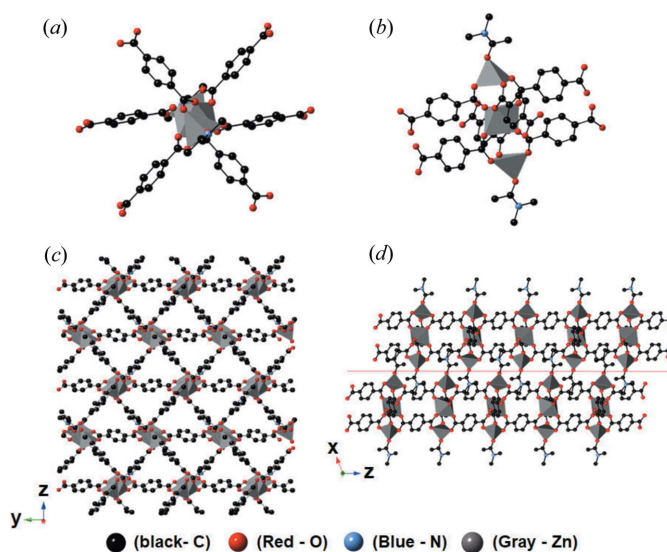 (a)
(b)
(c)
(d)
z
y
x
z
(black- C) (Red - O) (Blue - N) (Gray - Zn)